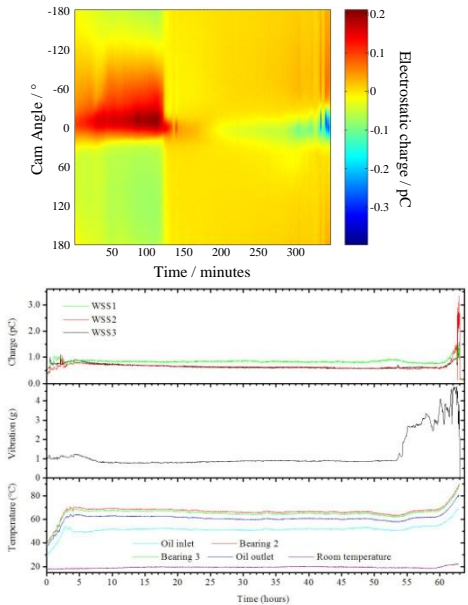 -180
-120
-60
0
60
120
180
Cam Angle / °
50 100 150 200 250 300
Time / minutes
0.2
0.1
0
-0.1
-0.2
-0.3
Electrostatic charge / pC
3.0
2.0
1.0
0.0
Charge (pC)
WSS1
WSS2
WSS3
4
3
2
1
0
Vibration (g)
80
60
40
20
Temperature (°C)
Oil inlet Bearing 2
Bearing 3 Oil outlet Room temperature
0 5 10 15 20 25 30 35 40 45 50 55 60
Time (hours)